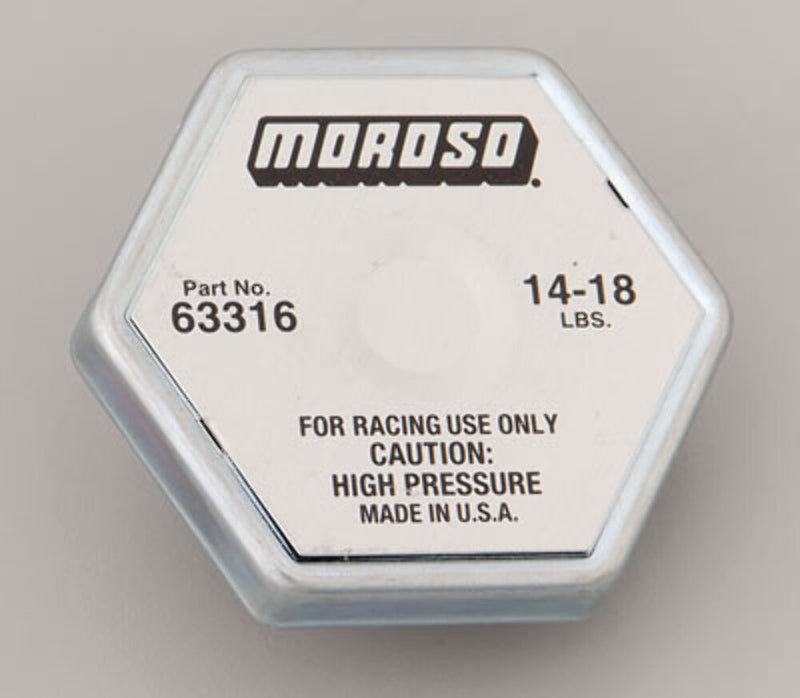 MOROSO.
Part No.
63316
14-18
LBS.
FOR RACING USE ONLY
CAUTION:
HIGH PRESSURE
MADE IN U.S.A.